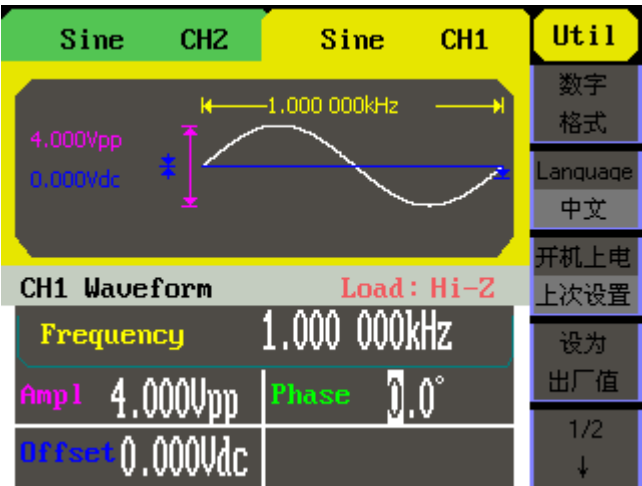 Sine CH2 Sine CH1 Util
数字
格式
1.000 000kHz
4.000Vpp
0.000Vdc
Language
中文
开机上电
上次设置
CH1 Waveform Load: Hi-Z
Frequency 1.000 000kHz
设为
出厂值
Ampl 4.000Vpp Phase 0.0°
Offset 0.000Vdc
1/2
↓